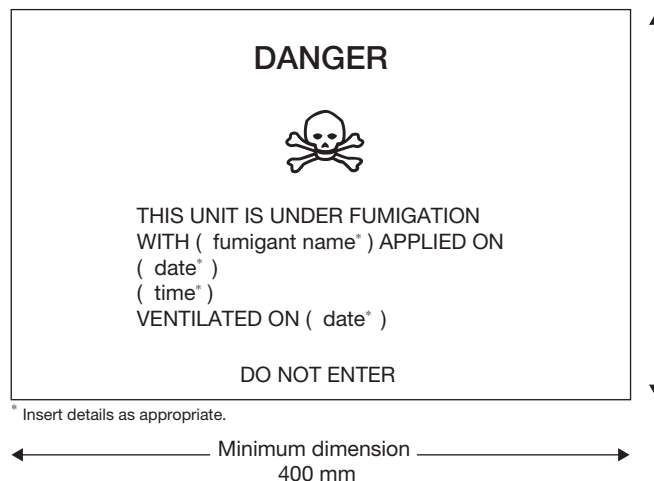 DANGER
THIS UNIT IS UNDER FUMIGATION
WITH ( fumigant name* ) APPLIED ON
( date* )
( time* )
VENTILATED ON ( date* )
DO NOT ENTER
* Insert details as appropriate.
Minimum dimension
400 mm